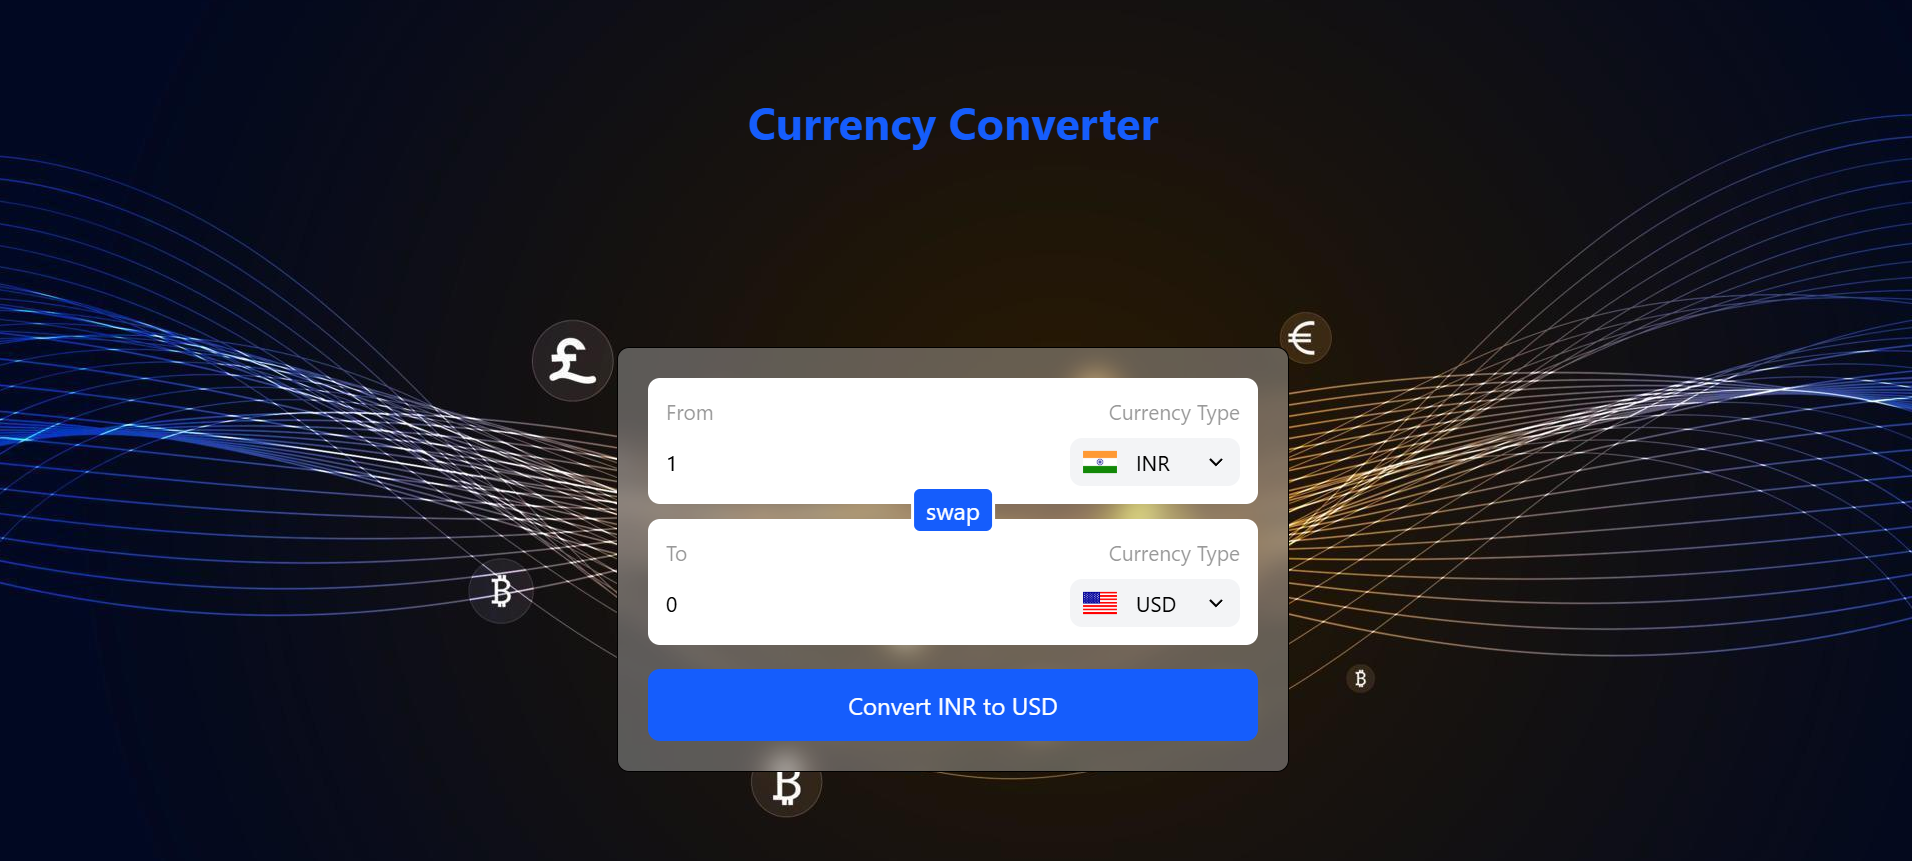 Currency Converter
£
€
From
Currency Type
1
INR
swap
To
Currency Type
0
USD
₿
₿
Convert INR to USD
₿